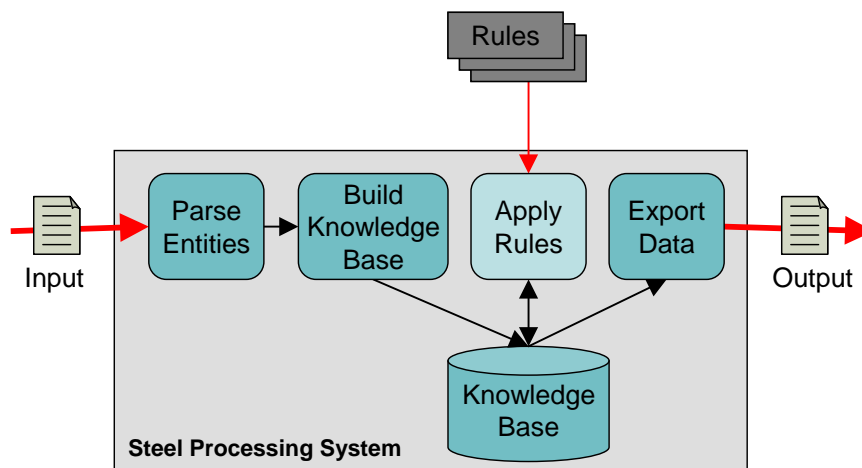 Rules
Parse
Entities
Build
Knowledge
Base
Apply
Rules
Export
Data
Input
Output
Knowledge
Base
Steel Processing System